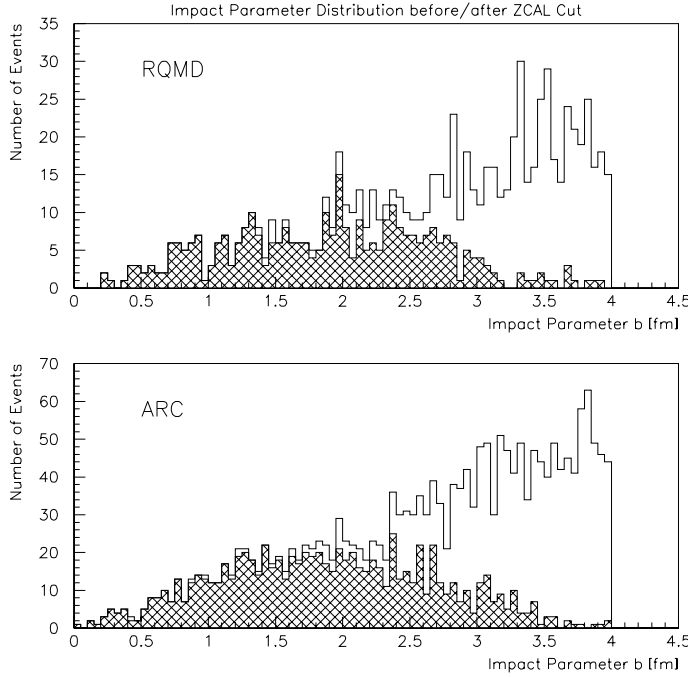 Impact Parameter Distribution before/after ZCAL Cut
Number of Events
35
30
25
20
15
10
5
0
RQMD
0 0.5 1 1.5 2 2.5 3 3.5 4 4.5
Impact Parameter b [fm]
Number of Events
70
60
50
40
30
20
10
0
ARC
0 0.5 1 1.5 2 2.5 3 3.5 4 4.5
Impact Parameter b [fm]